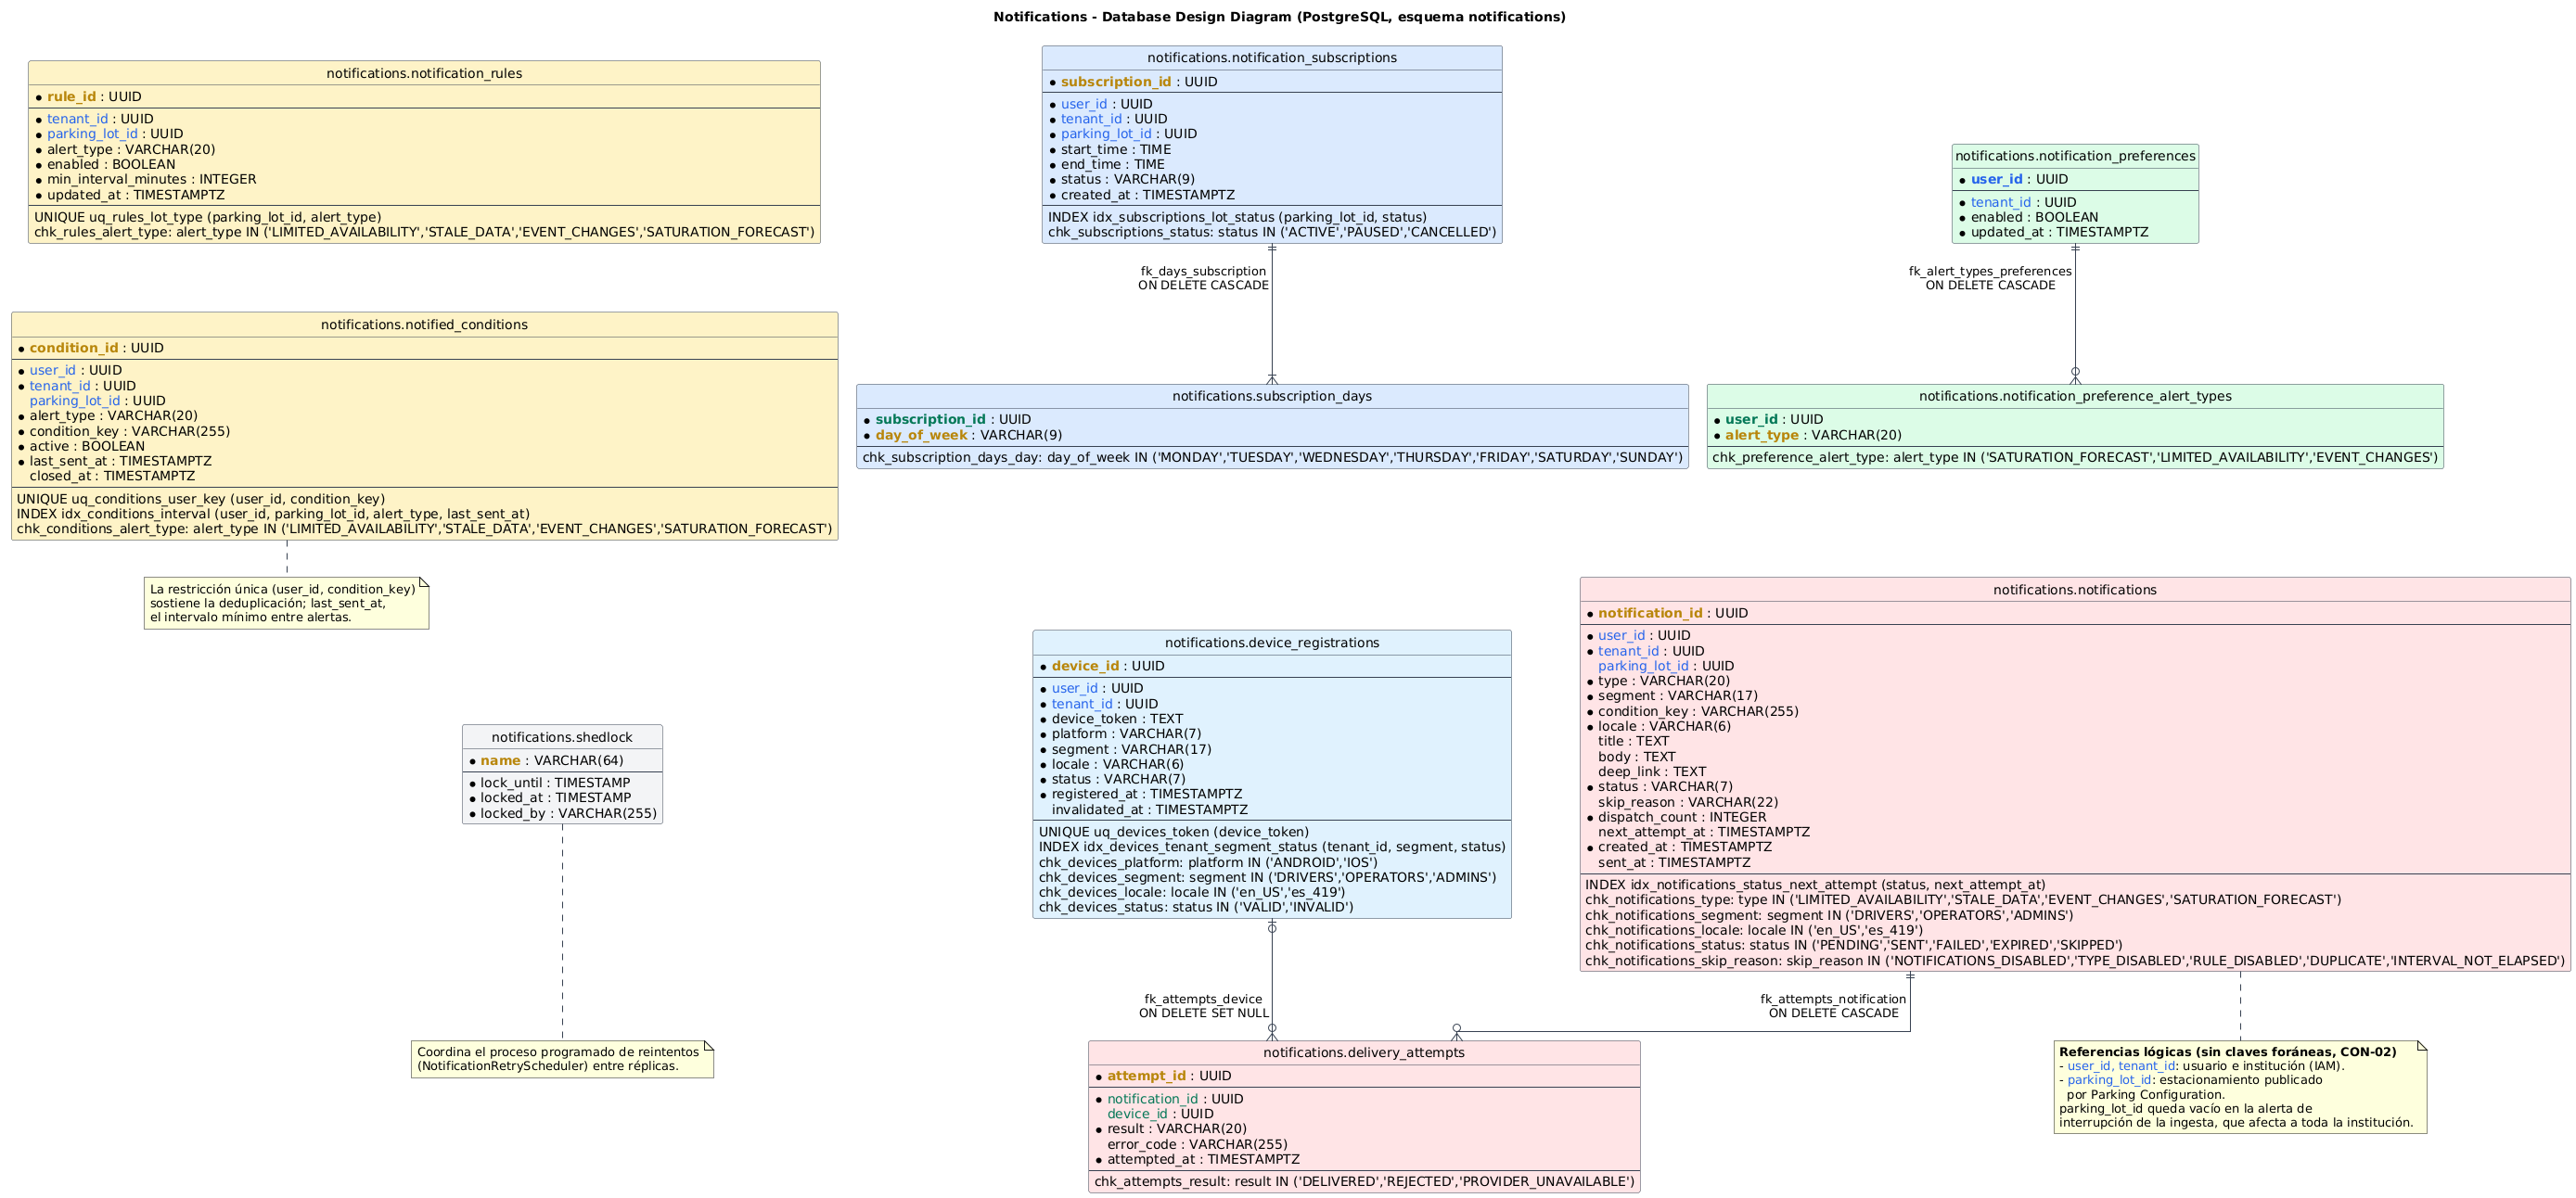 Notifications - Database Design Diagram (PostgreSQL, esquema notifications)
notifications.notification_rules
rule_id : UUID
tenant_id : UUID
parking_lot_id : UUID
alert_type : VARCHAR(20)
enabled : BOOLEAN
min_interval_minutes : INTEGER
updated_at : TIMESTAMPTZ
UNIQUE uq_rules_lot_type (parking_lot_id, alert_type)
chk_rules_alert_type: alert_type IN ('LIMITED_AVAILABILITY','STALE_DATA','EVENT_CHANGES','SATURATION_FORECAST')
notifications.notification_subscriptions
subscription_id : UUID
user_id : UUID
tenant_id : UUID
parking_lot_id : UUID
start_time : TIME
end_time : TIME
status : VARCHAR(9)
created_at : TIMESTAMPTZ
INDEX idx_subscriptions_lot_status (parking_lot_id, status)
chk_subscriptions_status: status IN ('ACTIVE','PAUSED','CANCELLED')
notifications.notification_preferences
user_id : UUID
tenant_id : UUID
enabled : BOOLEAN
updated_at : TIMESTAMPTZ
fk_days_subscription
ON DELETE CASCADE
fk_alert_types_preferences
ON DELETE CASCADE
notifications.notified_conditions
condition_id : UUID
user_id : UUID
tenant_id : UUID
parking_lot_id : UUID
alert_type : VARCHAR(20)
condition_key : VARCHAR(255)
active : BOOLEAN
last_sent_at : TIMESTAMPTZ
closed_at : TIMESTAMPTZ
UNIQUE uq_conditions_user_key (user_id, condition_key)
INDEX idx_conditions_interval (user_id, parking_lot_id, alert_type, last_sent_at)
chk_conditions_alert_type: alert_type IN ('LIMITED_AVAILABILITY','STALE_DATA','EVENT_CHANGES','SATURATION_FORECAST')
notifications.subscription_days
subscription_id : UUID
day_of_week : VARCHAR(9)
chk_subscription_days_day: day_of_week IN ('MONDAY','TUESDAY','WEDNESDAY','THURSDAY','FRIDAY','SATURDAY','SUNDAY')
notifications.notification_preference_alert_types
user_id : UUID
alert_type : VARCHAR(20)
chk_preference_alert_type: alert_type IN ('SATURATION_FORECAST','LIMITED_AVAILABILITY','EVENT_CHANGES')
La restricción única (user_id, condition_key)
sostiene la deduplicación; last_sent_at,
el intervalo mínimo entre alertas.
notifications.shedlock
name : VARCHAR(64)
lock_until : TIMESTAMP
locked_at : TIMESTAMP
locked_by : VARCHAR(255)
notifications.device_registrations
device_id : UUID
user_id : UUID
tenant_id : UUID
device_token : TEXT
platform : VARCHAR(7)
segment : VARCHAR(17)
locale : VARCHAR(6)
status : VARCHAR(7)
registered_at : TIMESTAMPTZ
invalidated_at : TIMESTAMPTZ
UNIQUE uq_devices_token (device_token)
INDEX idx_devices_tenant_segment_status (tenant_id, segment, status)
chk_devices_platform: platform IN ('ANDROID','IOS')
chk_devices_segment: segment IN ('DRIVERS','OPERATORS','ADMINS')
chk_devices_locale: locale IN ('en_US','es_419')
chk_devices_status: status IN ('VALID','INVALID')
notifications.notifications
notification_id : UUID
user_id : UUID
tenant_id : UUID
parking_lot_id : UUID
type : VARCHAR(20)
segment : VARCHAR(17)
condition_key : VARCHAR(255)
locale : VARCHAR(6)
title : TEXT
body : TEXT
deep_link : TEXT
status : VARCHAR(7)
skip_reason : VARCHAR(22)
dispatch_count : INTEGER
next_attempt_at : TIMESTAMPTZ
created_at : TIMESTAMPTZ
sent_at : TIMESTAMPTZ
INDEX idx_notifications_status_next_attempt (status, next_attempt_at)
chk_notifications_type: type IN ('LIMITED_AVAILABILITY','STALE_DATA','EVENT_CHANGES','SATURATION_FORECAST')
chk_notifications_segment: segment IN ('DRIVERS','OPERATORS','ADMINS')
chk_notifications_locale: locale IN ('en_US','es_419')
chk_notifications_status: status IN ('PENDING','SENT','FAILED','EXPIRED','SKIPPED')
chk_notifications_skip_reason: skip_reason IN ('NOTIFICATIONS_DISABLED','TYPE_DISABLED','RULE_DISABLED','DUPLICATE','INTERVAL_NOT_ELAPSED')
fk_attempts_device
ON DELETE SET NULL
fk_attempts_notification
ON DELETE CASCADE
Coordina el proceso programado de reintentos
(NotificationRetryScheduler) entre réplicas.
notifications.delivery_attempts
attempt_id : UUID
notification_id : UUID
device_id : UUID
result : VARCHAR(20)
error_code : VARCHAR(255)
attempted_at : TIMESTAMPTZ
chk_attempts_result: result IN ('DELIVERED','REJECTED','PROVIDER_UNAVAILABLE')
Referencias lógicas (sin claves foráneas, CON-02)
- user_id, tenant_id: usuario e institución (IAM).
- parking_lot_id: estacionamiento publicado
por Parking Configuration.
parking_lot_id queda vacío en la alerta de
interrupción de la ingesta, que afecta a toda la institución.